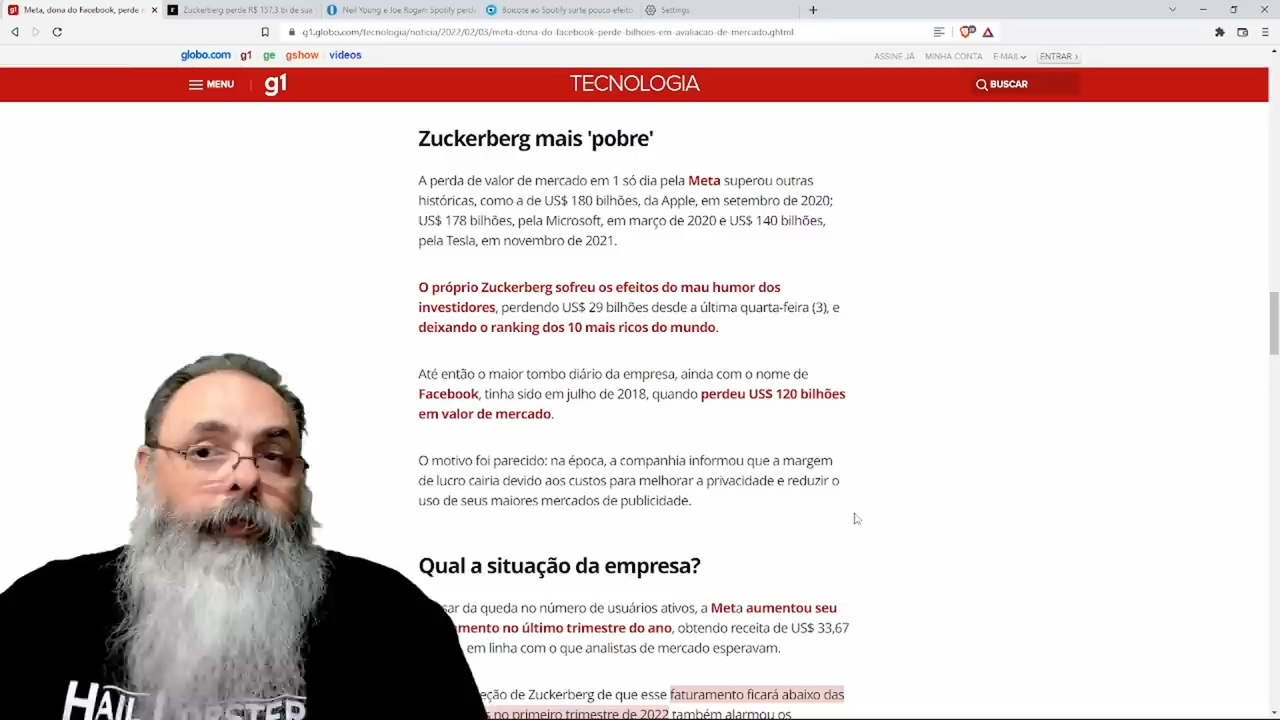 Meta, dona do Facebook, perde
Zuckerberg perde R$ 157,3 bi de sua
Neil Young e Joe Rogan: Spotify perd
Boicote ao Spotify surte pouco efeito
Settings
g1.globo.com/tecnologia/noticia/2022/02/03/meta-dona-do-facebook-perde-bilhoes-em-avaliacao-de-mercado.ghtml
globo.com g1 ge gshow vídeos
ASSINE JÁ MINHA CONTA E-MAIL ENTRAR ›
MENU g1 TECNOLOGIA BUSCAR
Zuckerberg mais 'pobre'
A perda de valor de mercado em 1 só dia pela Meta superou outras
históricas, como a de US$ 180 bilhões, da Apple, em setembro de 2020;
US$ 178 bilhões, pela Microsoft, em março de 2020 e US$ 140 bilhões,
pela Tesla, em novembro de 2021.
O próprio Zuckerberg sofreu os efeitos do mau humor dos
investidores, perdendo US$ 29 bilhões desde a última quarta-feira (3), e
deixando o ranking dos 10 mais ricos do mundo.
Até então o maior tombo diário da empresa, ainda com o nome de
Facebook, tinha sido em julho de 2018, quando perdeu US$ 120 bilhões
em valor de mercado.
O motivo foi parecido: na época, a companhia informou que a margem
de lucro cairia devido aos custos para melhorar a privacidade e reduzir o
uso de seus maiores mercados de publicidade.
Qual a situação da empresa?
sar da queda no número de usuários ativos, a Meta aumentou seu
mento no último trimestre do ano, obtendo receita de US$ 33,67
em linha com o que analistas de mercado esperavam.
eção de Zuckerberg de que esse faturamento ficará abaixo das
no primeiro trimestre de 2022 também alarmou os
HAIL